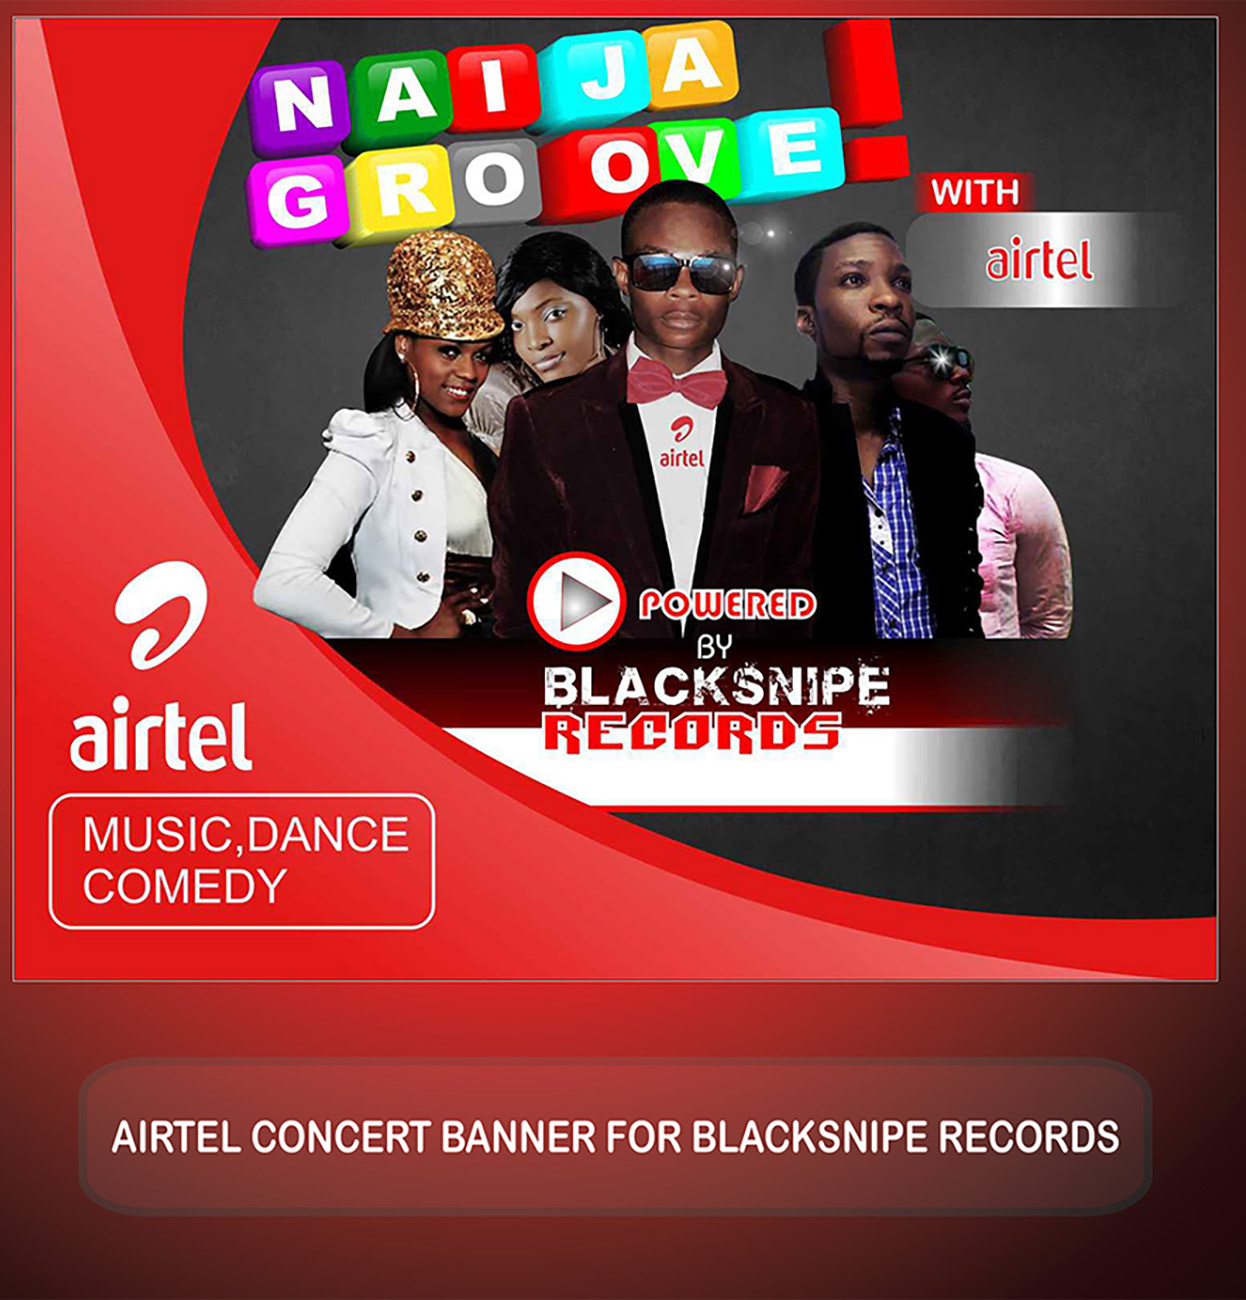 NAIJA
GROOVE!
WITH
airtel
airtel
POWERED
BY
BLACKSNIPE
RECORDS
airtel
MUSIC,DANCE
COMEDY
AIRTEL CONCERT BANNER FOR BLACKSNIPE RECORDS